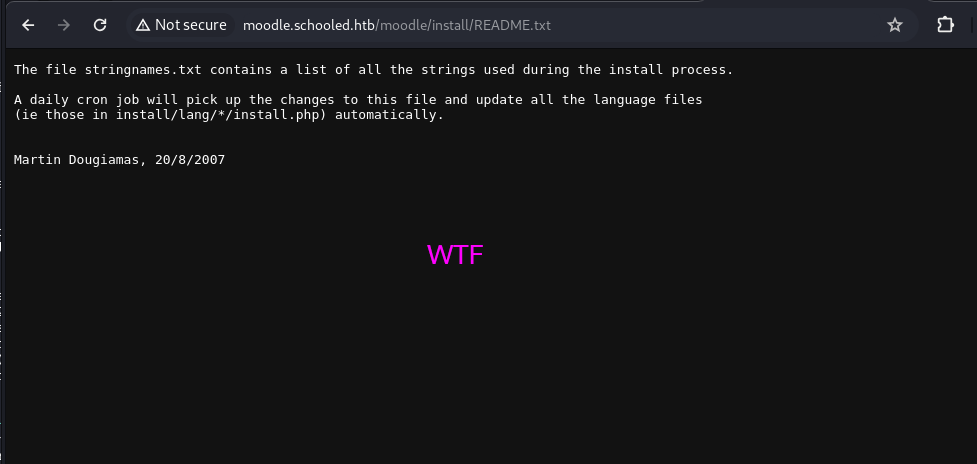 Not secure moodle.schooled.htb/moodle/install/README.txt
The file stringnames.txt contains a list of all the strings used during the install process.
A daily cron job will pick up the changes to this file and update all the language files
(ie those in install/lang/*/install.php) automatically.
Martin Dougiamas, 20/8/2007
WTF